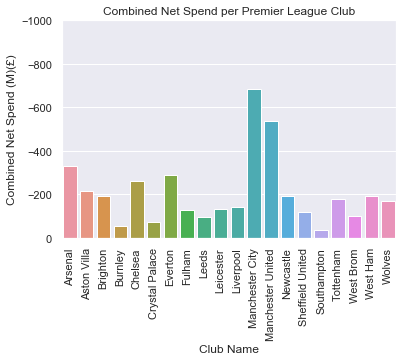 Combined Net Spend per Premier League Club
Combined Net Spend (M)(£)
−1000
−800
−600
−400
−200
0
Arsenal
Aston Villa
Brighton
Burnley
Chelsea
Crystal Palace
Everton
Fulham
Leeds
Leicester
Liverpool
Manchester City
Manchester United
Newcastle
Sheffield United
Southampton
Tottenham
West Brom
West Ham
Wolves
Club Name